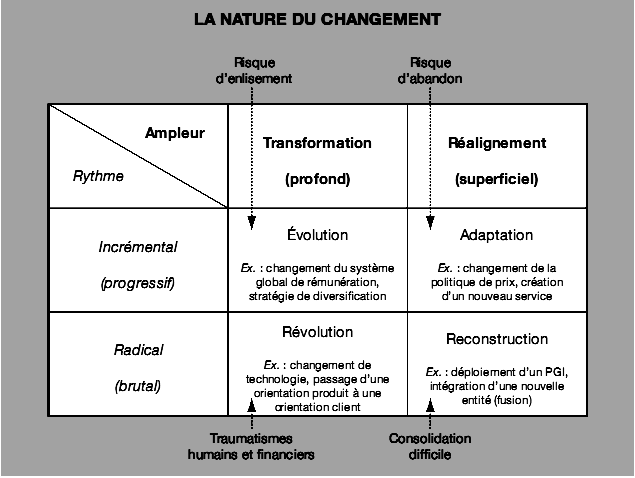 LA NATURE DU CHANGEMENT
Risque
d'enlisement
Risque
d'abandon
Ampleur
Rythme
Transformation
(profond)
Réalignement
(superficiel)
Incrémental
(progressif)
Évolution
Ex. : changement du système
global de rémunération,
stratégie de diversification
Adaptation
Ex. : changement de la
politique de prix, création
d'un nouveau service
Radical
(brutal)
Révolution
Ex. : changement de
technologie, passage d'une
orientation produit à une
orientation client
Reconstruction
Ex. : déploiement d'un PGI,
intégration d'une nouvelle
entité (fusion)
Traumatismes
humains et financiers
Consolidation
difficile